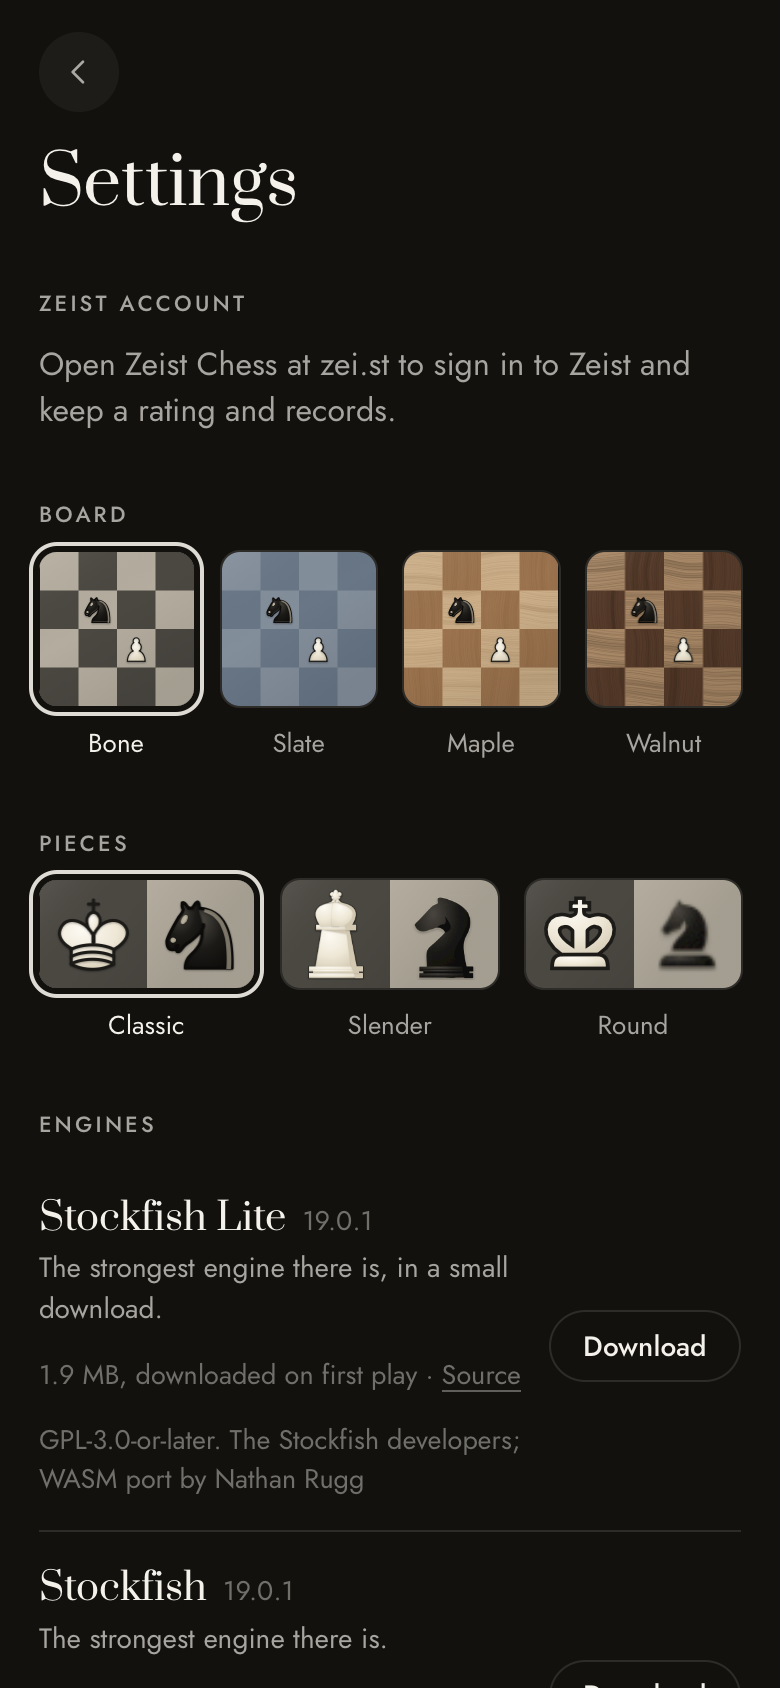 Settings
ZEIST ACCOUNT
Open Zeist Chess at zei.st to sign in to Zeist and
keep a rating and records.
BOARD
Bone
Slate
Maple
Walnut
PIECES
Classic
Slender
Round
ENGINES
Stockfish Lite 19.0.1
The strongest engine there is, in a small
download.
Download
1.9 MB, downloaded on first play · Source
GPL-3.0-or-later. The Stockfish developers;
WASM port by Nathan Rugg
Stockfish 19.0.1
The strongest engine there is.